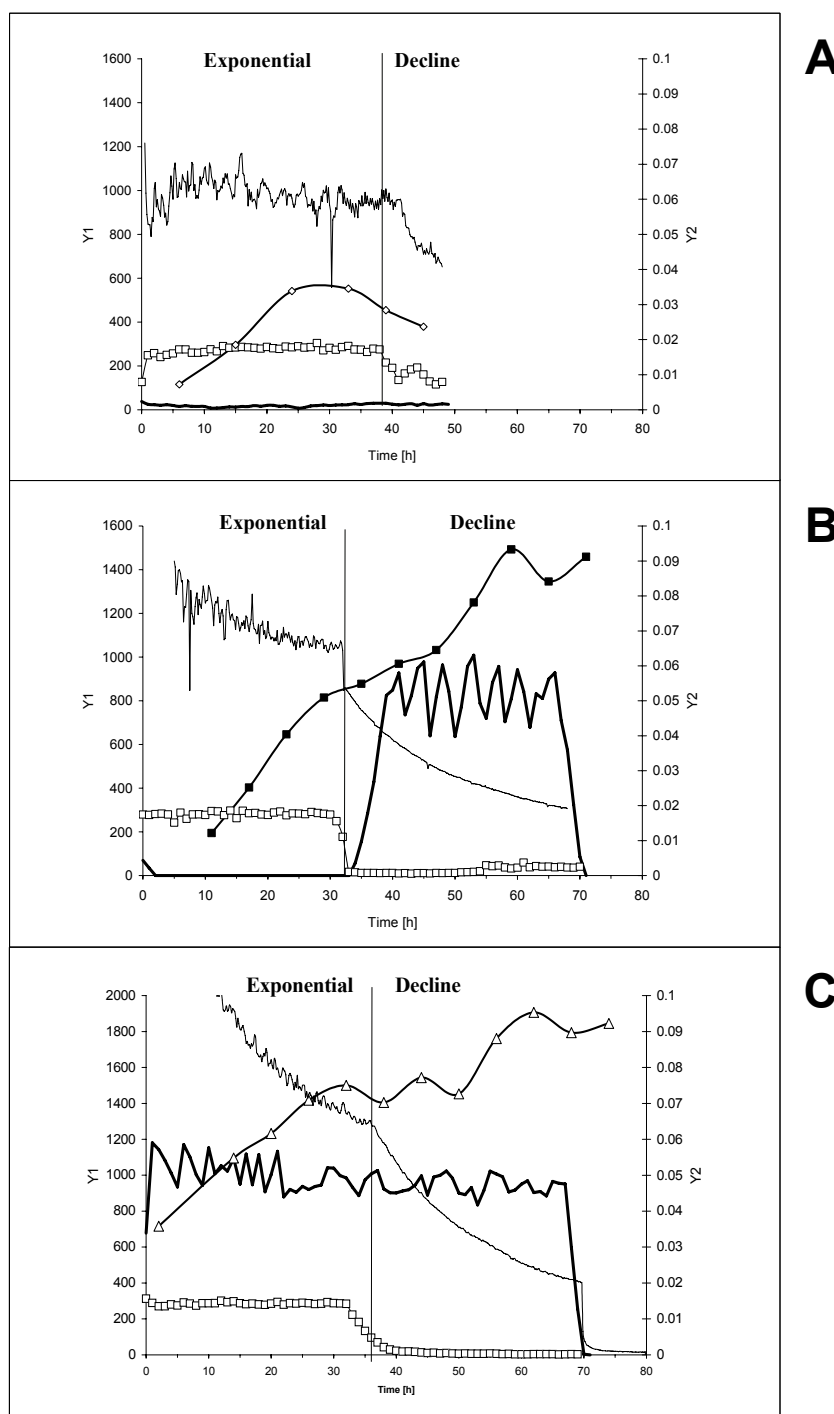 A
Exponential Decline
1600 0.1
1400 0.09
0.08
1200 0.07
1000 0.06
800 0.05
600 0.04
0.03
400 0.02
200 0.01
0 0
Y1
Y2
0 10 20 30 40 50 60 70 80
Time [h]
B
Exponential Decline
1600 0.1
1400 0.09
0.08
1200 0.07
1000 0.06
800 0.05
600 0.04
0.03
400 0.02
200 0.01
0 0
Y1
Y2
0 10 20 30 40 50 60 70 80
Time [h]
C
Exponential Decline
2000 0.1
1800 0.09
1600 0.08
1400 0.07
1200 0.06
1000 0.05
800 0.04
600 0.03
400 0.02
200 0.01
0 0
Y1
Y2
0 10 20 30 40 50 60 70 80
Time [h]